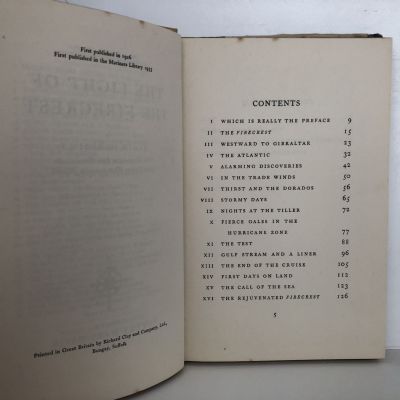 First published in 1926
First published in the Mariners Library 1953
Printed in Great Britain by Richard Clay and Company, Ltd.,
Bungay, Suffolk
CONTENTS
I WHICH IS REALLY THE PREFACE 9
II THE FIRECREST 15
III WESTWARD TO GIBRALTAR 23
IV THE ATLANTIC 32
V ALARMING DISCOVERIES 42
VI IN THE TRADE WINDS 50
VII THIRST AND THE DORADOS 56
VIII STORMY DAYS 65
IX NIGHTS AT THE TILLER 72
X FIERCE GALES IN THE
HURRICANE ZONE 77
XI THE TEST 88
XII GULF STREAM AND A LINER 96
XIII THE END OF THE CRUISE 105
XIV FIRST DAYS ON LAND 112
XV THE CALL OF THE SEA 123
XVI THE REJUVENATED FIRECREST 126
5